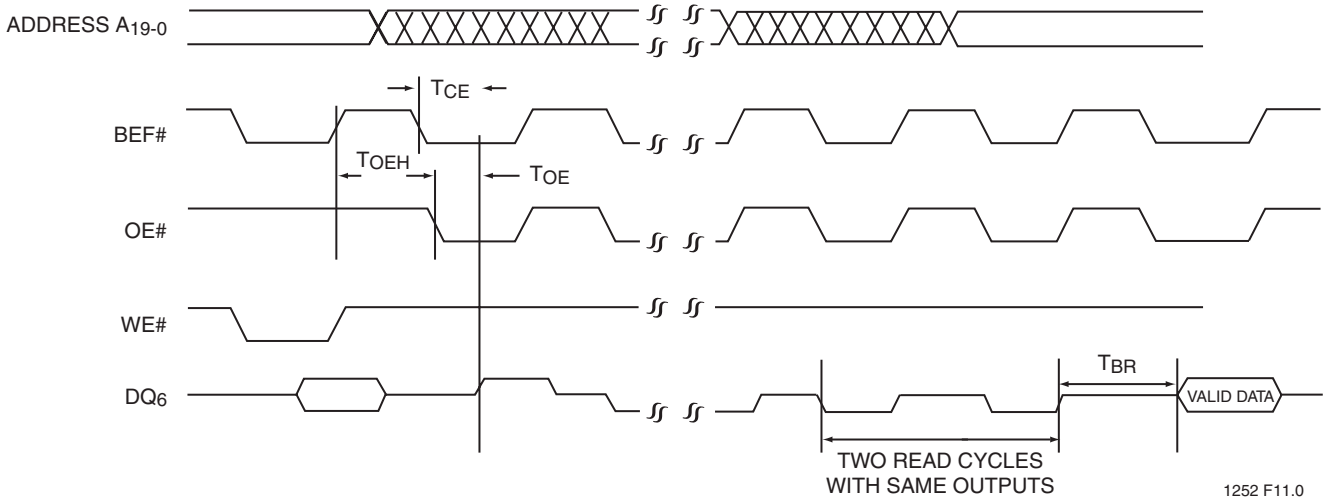 ADDRESS A19-0
TCE
BEF#
TOEH
TOE
OE#
WE#
TBR
DQ6
VALID DATA
TWO READ CYCLES
WITH SAME OUTPUTS
1252 F11.0